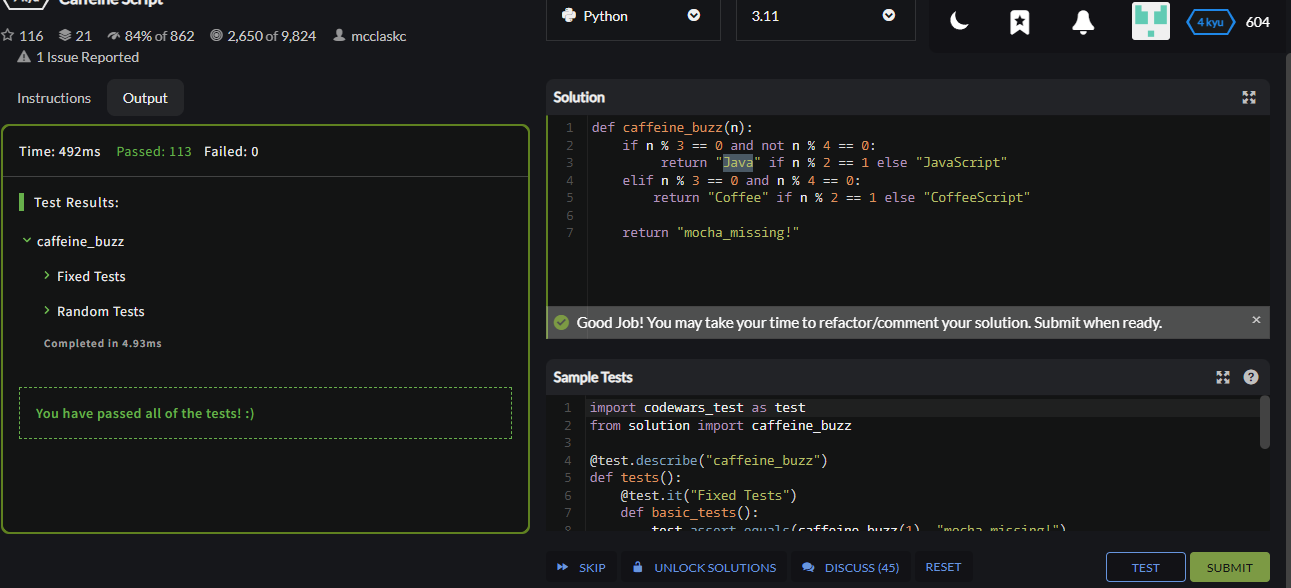 Caffeine Script
Python
3.11
4 kyu
604
116
21
84% of 862
2,650 of 9,824
mcclaskc
1 Issue Reported
Instructions
Output
Time: 492ms Passed: 113 Failed: 0
Test Results:
caffeine_buzz
Fixed Tests
Random Tests
Completed in 4.93ms
You have passed all of the tests! :)
Solution
1 def caffeine_buzz(n):
2 if n % 3 == 0 and not n % 4 == 0:
3 return "Java" if n % 2 == 1 else "JavaScript"
4 elif n % 3 == 0 and n % 4 == 0:
5 return "Coffee" if n % 2 == 1 else "CoffeeScript"
6
7 return "mocha_missing!"
Good Job! You may take your time to refactor/comment your solution. Submit when ready.
Sample Tests
1 import codewars_test as test
2 from solution import caffeine_buzz
3
4 @test.describe("caffeine_buzz")
5 def tests():
6 @test.it("Fixed Tests")
7 def basic_tests():
8 test.assert_equals(caffeine_buzz(1), "mocha_missing!")
SKIP
UNLOCK SOLUTIONS
DISCUSS (45)
RESET
TEST
SUBMIT